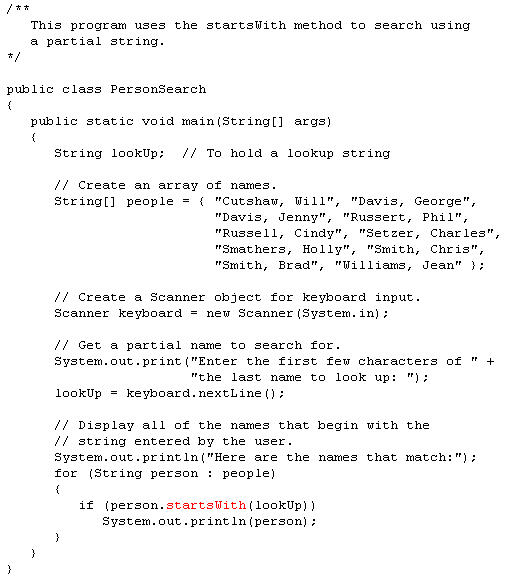 /**
   This program uses the startsWith method to search using
   a partial string.
*/

public class PersonSearch
{
   public static void main(String[] args)
   {
      String lookUp;  // To hold a lookup string

      // Create an array of names.
      String[] people = { "Cutshaw, Will", "Davis, George",
                          "Davis, Jenny", "Russert, Phil",
                          "Russell, Cindy", "Setzer, Charles",
                          "Smathers, Holly", "Smith, Chris",
                          "Smith, Brad", "Williams, Jean" };

      // Create a Scanner object for keyboard input.
      Scanner keyboard = new Scanner(System.in);

      // Get a partial name to search for.
      System.out.print("Enter the first few characters of " +
                       "the last name to look up: ");
      lookUp = keyboard.nextLine();

      // Display all of the names that begin with the
      // string entered by the user.
      System.out.println("Here are the names that match:");
      for (String person : people)
      {
         if (person.startsWith(lookUp))
            System.out.println(person);
      }
   }
}